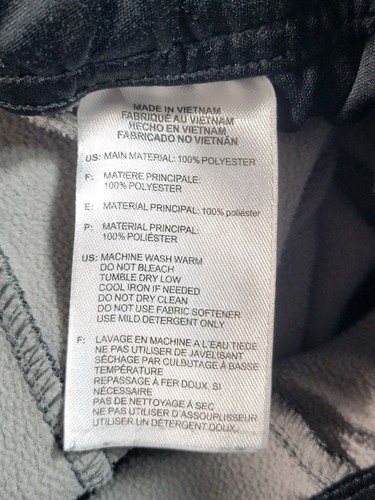 MADE IN VIETNAM
FABRIQUÉ AU VIETNAM
HECHO EN VIETNAM
FABRICADO NO VIETNÃN
US: MAIN MATERIAL: 100% POLYESTER
F: MATIERE PRINCIPALE:
100% POLYESTER
E: MATERIAL PRINCIPAL: 100% poliéster
P: MATERIAL PRINCIPAL:
100% POLIÉSTER
US: MACHINE WASH WARM
DO NOT BLEACH
TUMBLE DRY LOW
COOL IRON IF NEEDED
DO NOT DRY CLEAN
DO NOT USE FABRIC SOFTENER
USE MILD DETERGENT ONLY
F: LAVAGE EN MACHINE A L'EAU TIEDE
NE PAS UTILISER DE JAVELISANT
SÉCHAGE PAR CULBUTAGE À BASSE
TEMPÉRATURE
REPASSAGE À FER DOUX SI
NÉCESSAIRE
PAS DE NETTOYAGE À SEC
NE PAS UTILISER D'ASSOUPLISSEUR
UTILISER UN DÉTERGENT DOUX